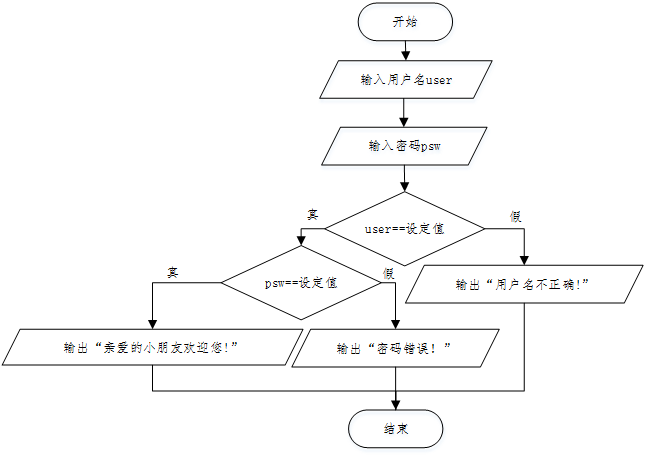 开始
输入用户名user
输入密码psw
user==设定值
真
假
psw==设定值
真
假
输出“用户名不正确!”
输出“亲爱的小朋友欢迎您!”
输出“密码错误！”
结束